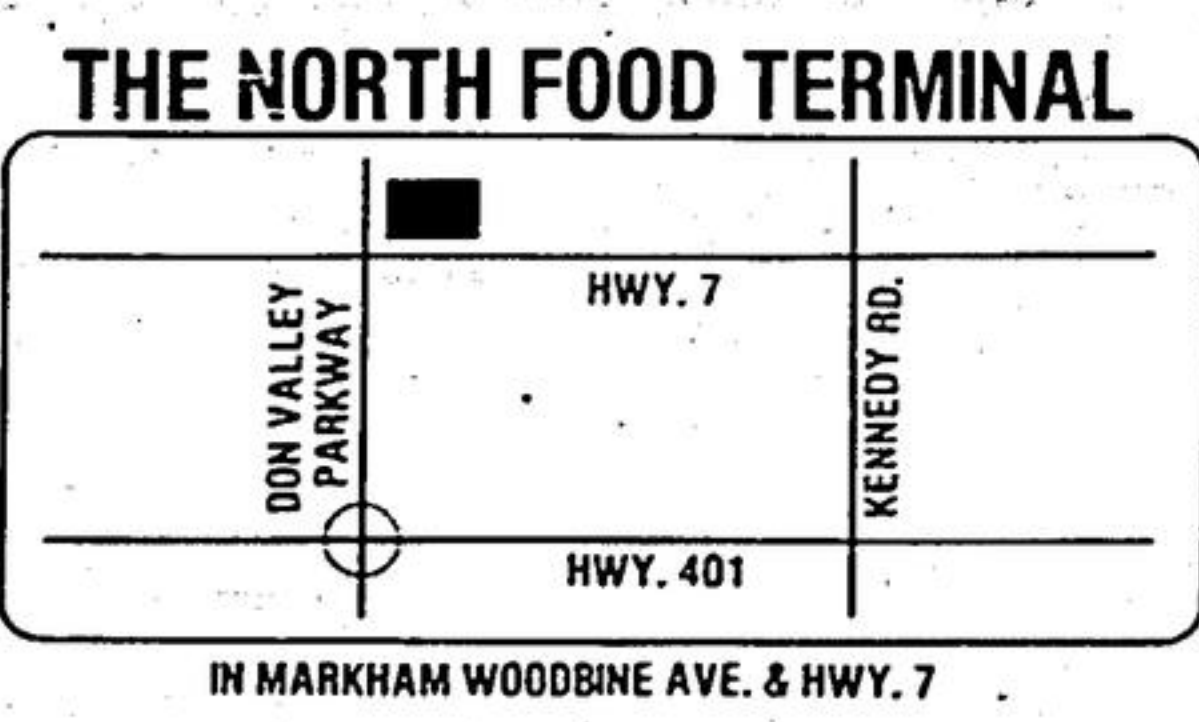 THE NORTH FOOD TERMINAL
HWY. 7
DON VALLEY
PARKWAY
KENNEDY RD.
HWY. 401
IN MARKHAM WOODBINE AVE. & HWY. 7